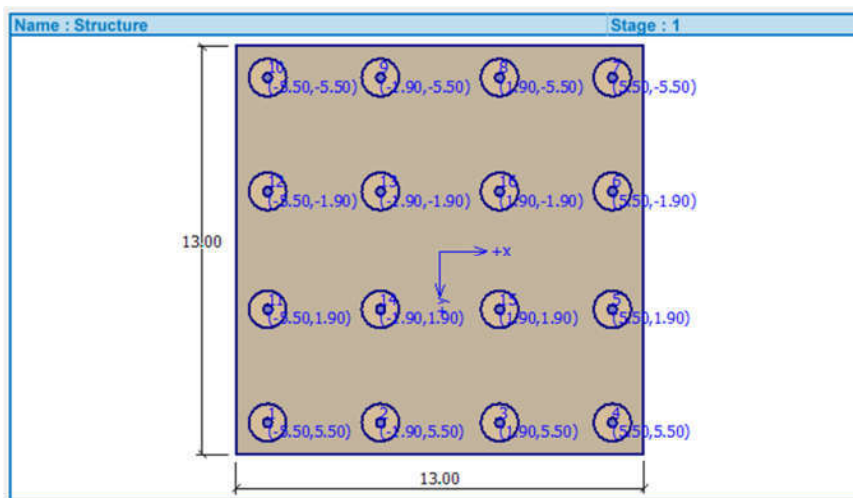 Name : Structure
Stage : 1
10 9 8 7
(-5.50,-5.50) (-1.90,-5.50) (1.90,-5.50) (5.50,-5.50)
12 13 16 6
(-5.50,-1.90) (-1.90,-1.90) (1.90,-1.90) (5.50,-1.90)
13.00
+x
+y
11 14 15 5
(-5.50,1.90) (-1.90,1.90) (1.90,1.90) (5.50,1.90)
1 2 3 4
(-5.50,5.50) (-1.90,5.50) (1.90,5.50) (5.50,5.50)
13.00